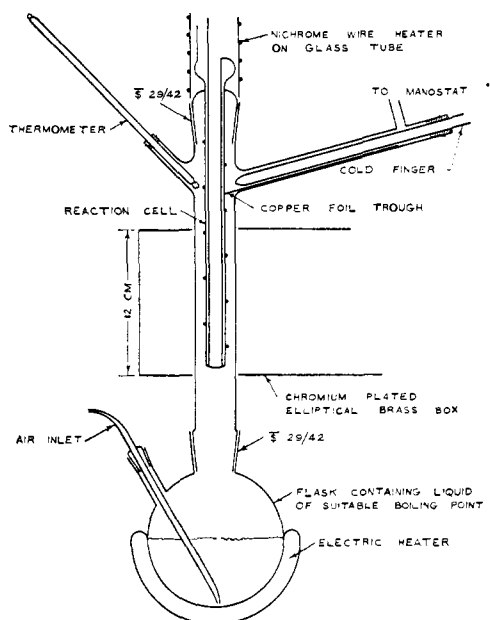 NICHROME WIRE HEATER
ON GLASS TUBE
S 29/42
TO MANOSTAT
THERMOMETER
COLD FINGER
REACTION CELL
COPPER FOIL TROUGH
12 CM
CHROMIUM PLATED
ELLIPTICAL BRASS BOX
AIR INLET
S 29/42
FLASK CONTAINING LIQUID
OF SUITABLE BOILING POINT
ELECTRIC HEATER